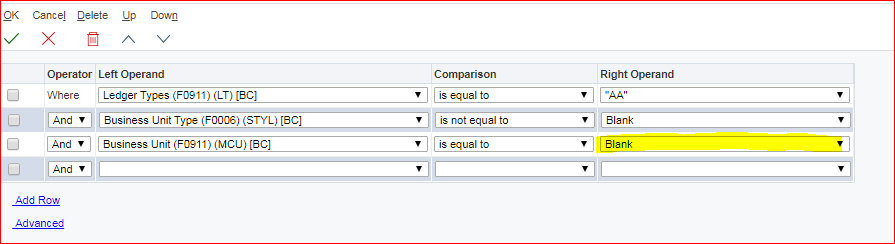 OK Cancel Delete Up Down
Operator Left Operand Comparison Right Operand
Where Ledger Types (F0911) (LT) [BC] is equal to "AA"
And Business Unit Type (F0006) (STYL) [BC] is not equal to Blank
And Business Unit (F0911) (MCU) [BC] is equal to Blank
And
Add Row
Advanced